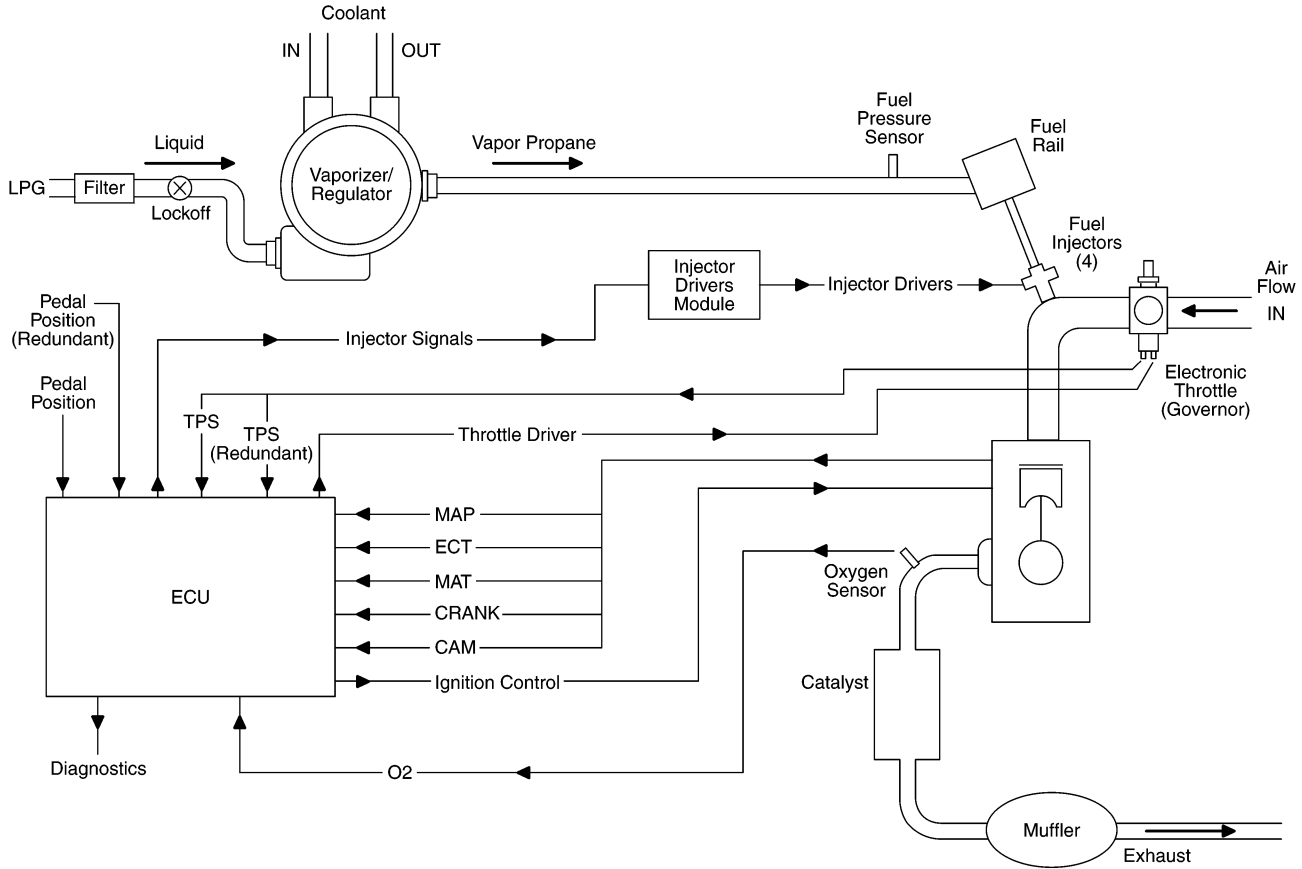 Coolant
IN
OUT
Liquid
LPG
Filter
Lockoff
Vaporizer/
Regulator
Vapor Propane
Fuel
Pressure
Sensor
Fuel
Rail
Fuel
Injectors
(4)
Injector
Drivers
Module
Injector Drivers
Air
Flow
IN
Pedal
Position
(Redundant)
Injector Signals
Pedal
Position
TPS
TPS
(Redundant)
Throttle Driver
Electronic
Throttle
(Governor)
MAP
ECT
MAT
CRANK
CAM
Ignition Control
ECU
Oxygen
Sensor
Catalyst
Diagnostics
O2
Muffler
Exhaust